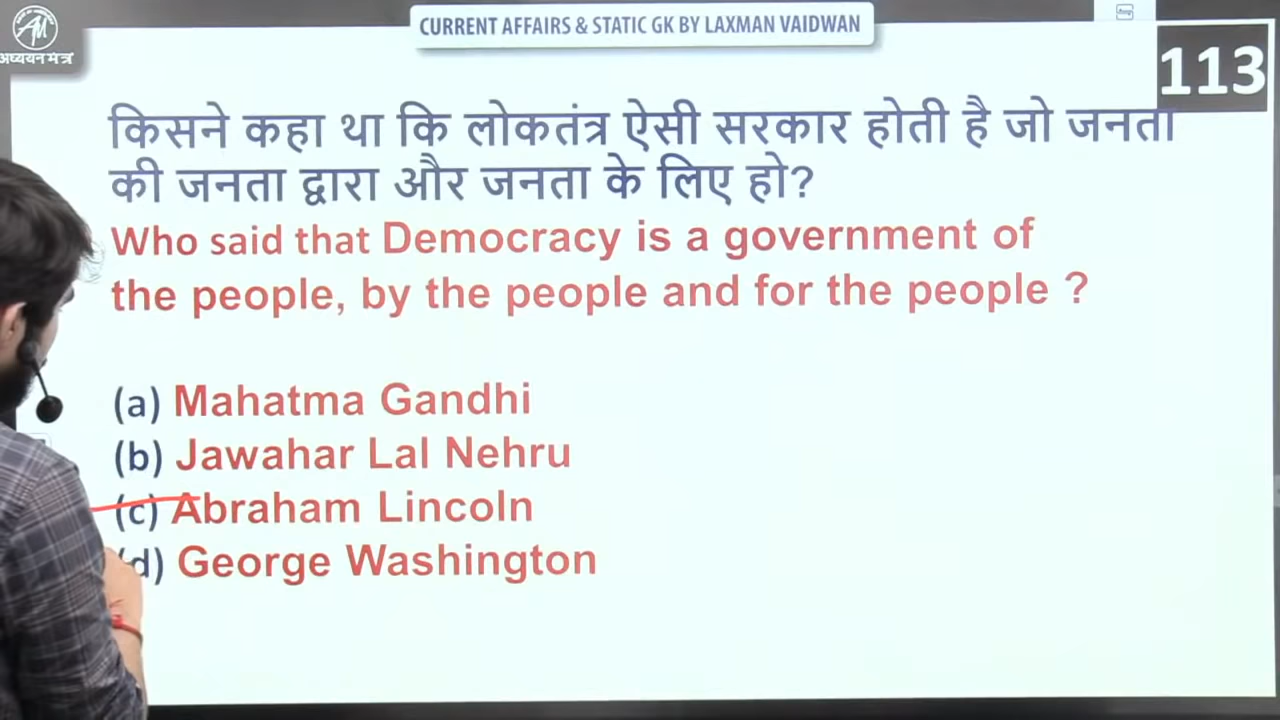 CURRENT AFFAIRS & STATIC GK BY LAXMAN VAIDWAN
AM
अध्ययन मंत्र
113
किसने कहा था कि लोकतंत्र ऐसी सरकार होती है जो जनता
की जनता द्वारा और जनता के लिए हो?
Who said that Democracy is a government of
the people, by the people and for the people ?
(a) Mahatma Gandhi
(b) Jawahar Lal Nehru
(c) Abraham Lincoln
(d) George Washington